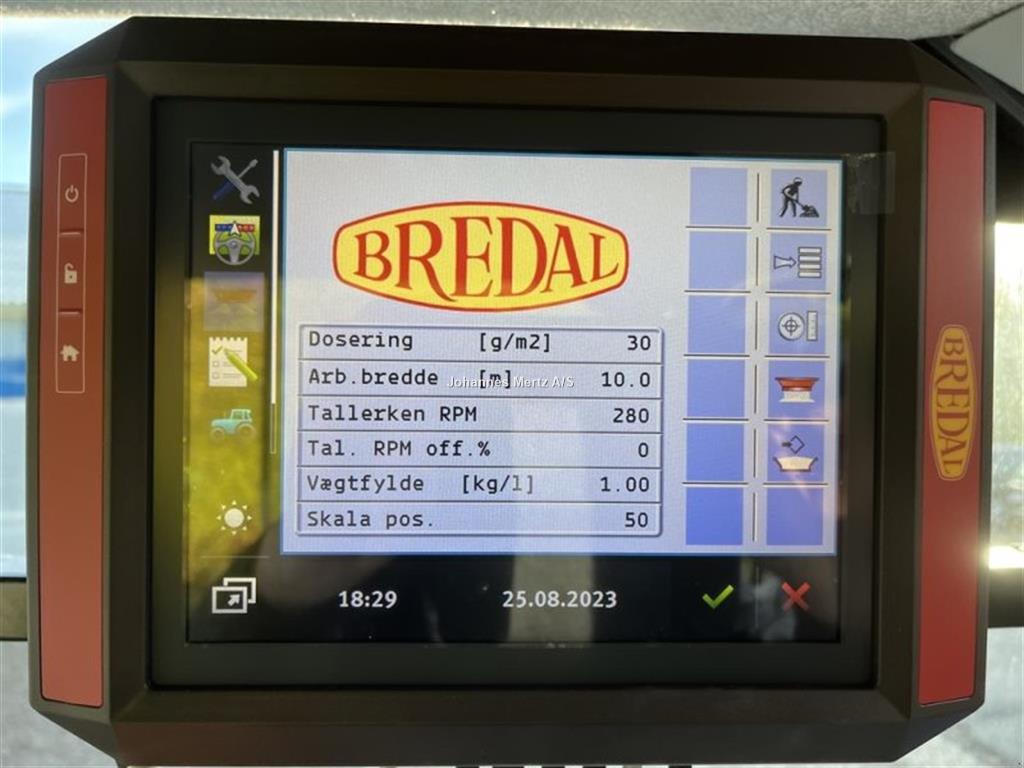 BREDAL
Dosering [g/m2] 30
Arb.bredde [m] 10.0
Johannes Mertz A/S
Tallerken RPM 280
Tal. RPM off.% 0
Vægtfylde [kg/l] 1.00
Skala pos. 50
18:29 25.08.2023
BREDAL